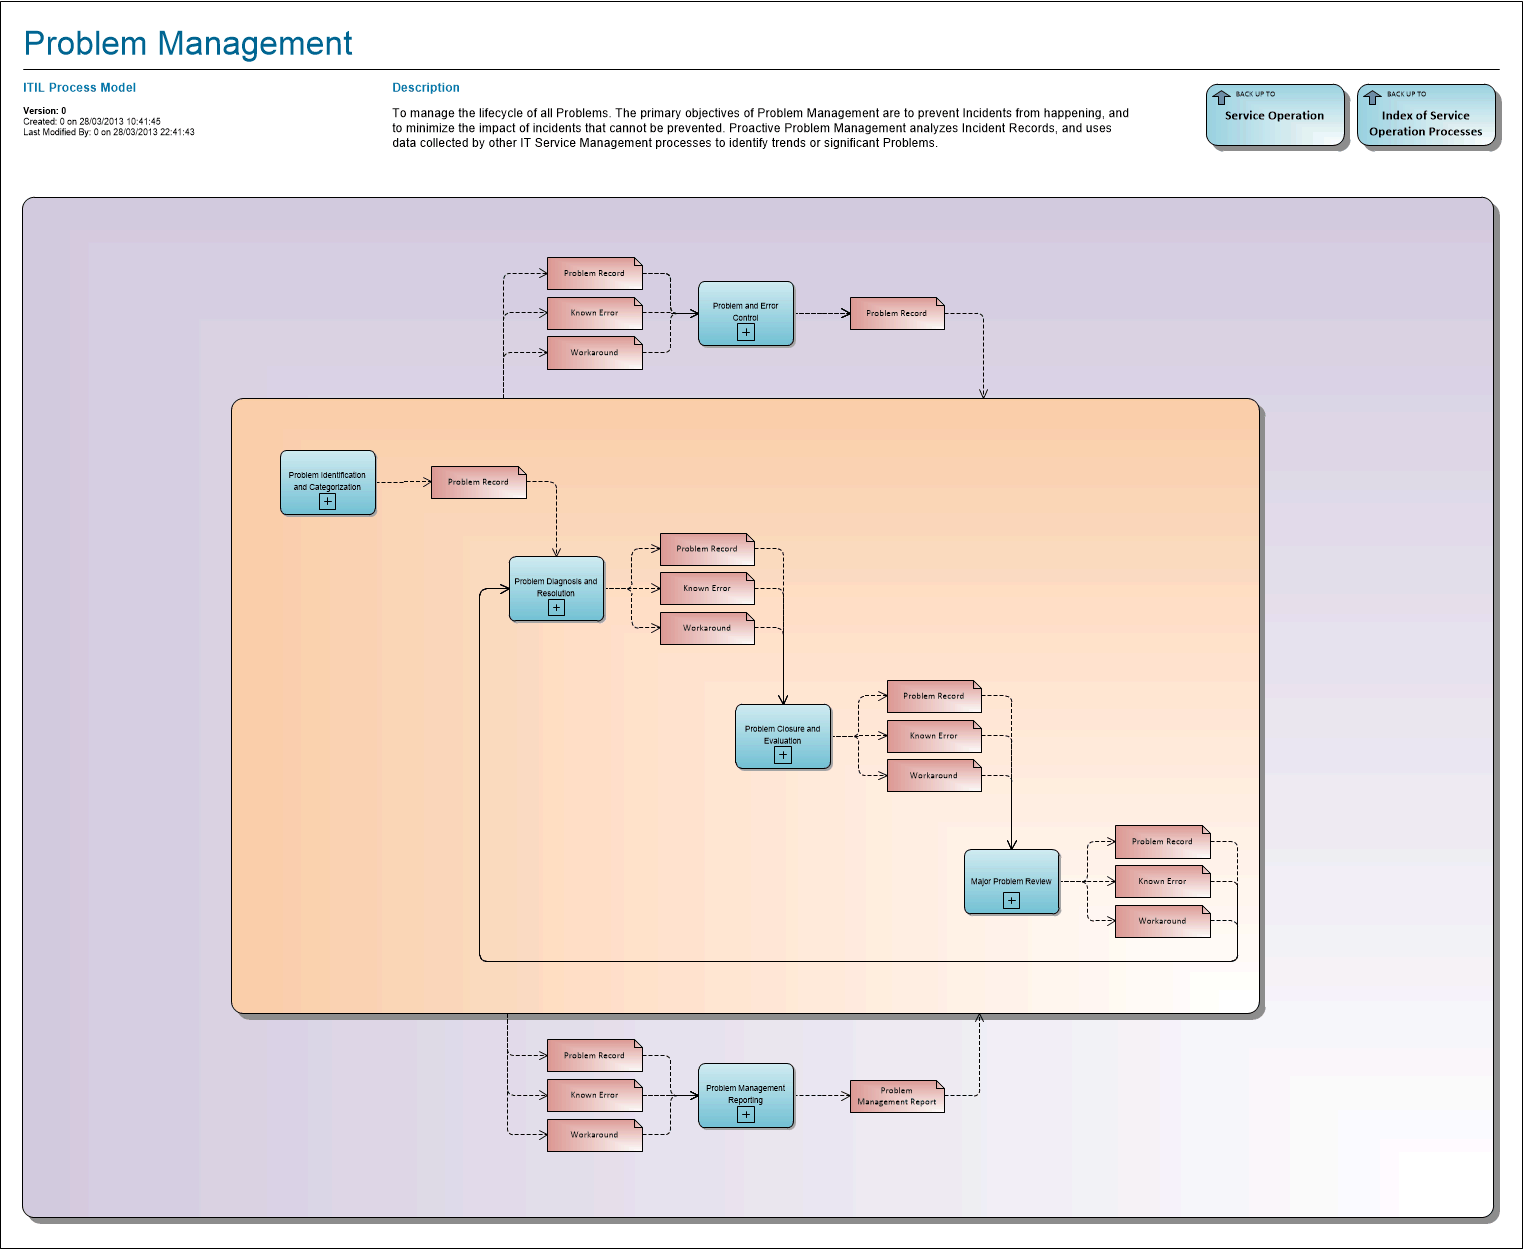 Problem Management
ITIL Process Model
Version: 0
Created: 0 on 28/03/2013 10:41:45
Last Modified By: 0 on 28/03/2013 22:41:43
Description
To manage the lifecycle of all Problems. The primary objectives of Problem Management are to prevent Incidents from happening, and
to minimize the impact of incidents that cannot be prevented. Proactive Problem Management analyzes Incident Records, and uses
data collected by other IT Service Management processes to identify trends or significant Problems.
BACK UP TO
Service Operation
BACK UP TO
Index of Service
Operation Processes
Problem Record
Known Error
Workaround
Problem and Error
Control
Problem Record
Problem Identification
and Categorization
Problem Record
Problem Diagnosis and
Resolution
Problem Record
Known Error
Workaround
Problem Closure and
Evaluation
Problem Record
Known Error
Workaround
Major Problem Review
Problem Record
Known Error
Workaround
Problem Record
Known Error
Workaround
Problem Management
Reporting
Problem
Management Report